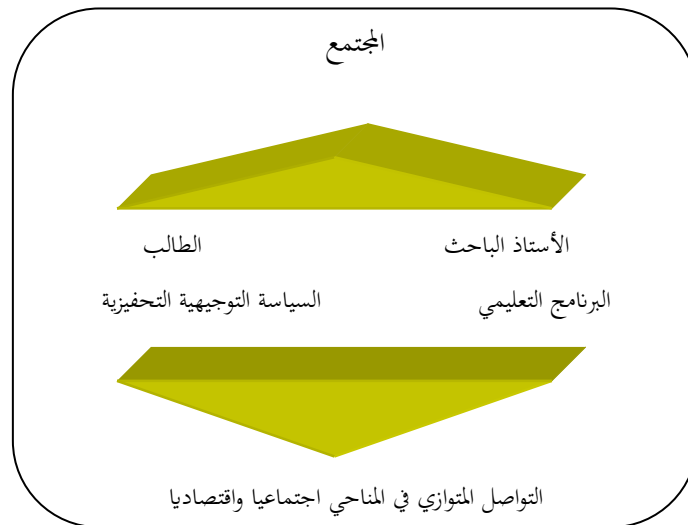 المجتمع
الأستاذ الباحث الطالب
البرنامج التعليمي السياسة التوجيهية التحفيزية
التواصل المتوازي في المناحي اجتماعيا واقتصاديا